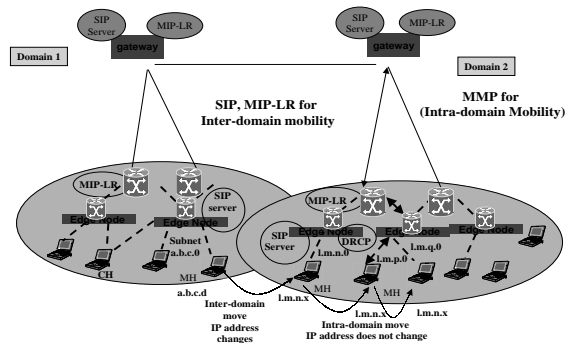 SIP
Server
MIP-LR
gateway
SIP
Server
MIP-LR
gateway
Domain 1
Domain 2
SIP, MIP-LR for
Inter-domain mobility
MMP for
(Intra-domain Mobility)
MIP-LR
SIP
server
Edge Node
Edge Node
Subnet
a.b.c.0
CH
MH
a.b.c.d
MIP-LR
SIP
Server
Edge Node
Edge Node
Edge Node
DRCP
l.m.n.0
l.m.p.0
l.m.q.0
l.m.n.x
MH
l.m.n.x
MH
l.m.n.x
Inter-domain
move
IP address
changes
Intra-domain move
IP address does not change